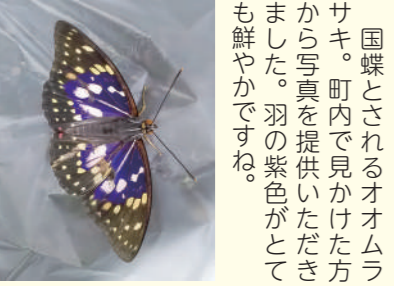 国蝶とされるオオムラ
サキ。町内で見かけた方
から写真を提供いただき
ました。羽の紫色がとて
も鮮やかですね。